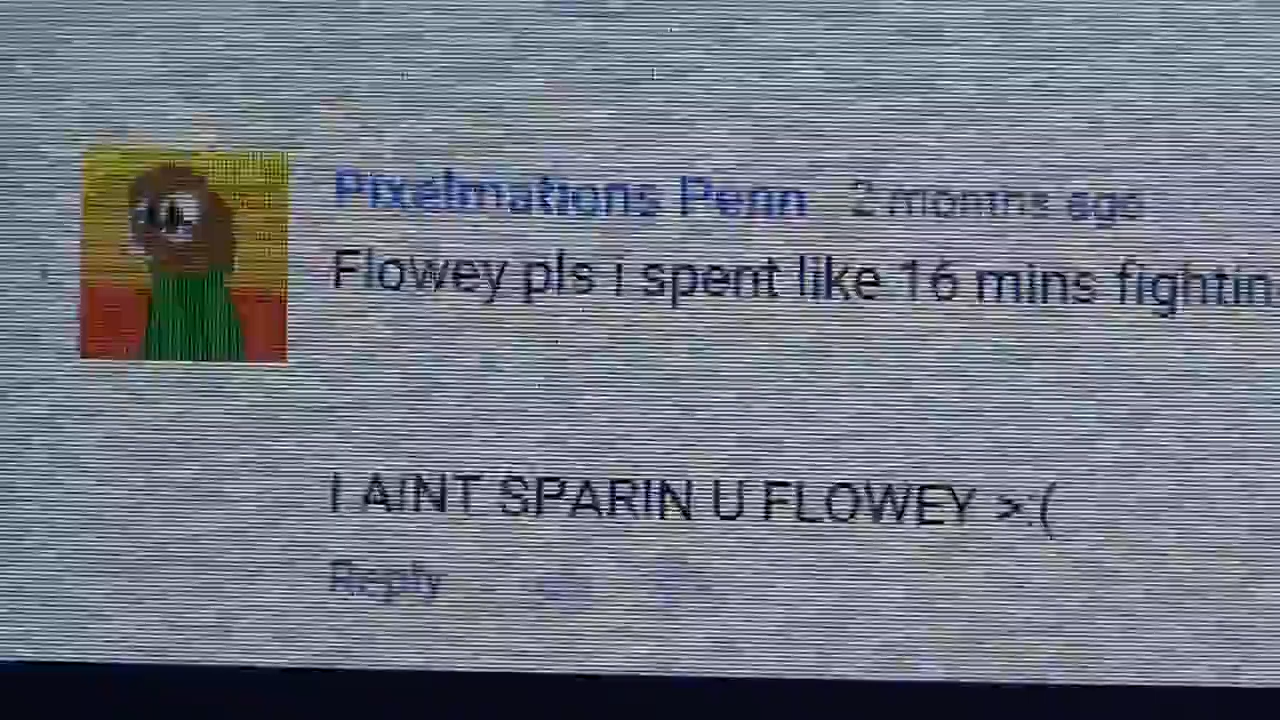 Pixelmations Penn 2 months ago
Flowey pls i spent like 16 mins fightin
I AINT SPARIN U FLOWEY >:(
Reply